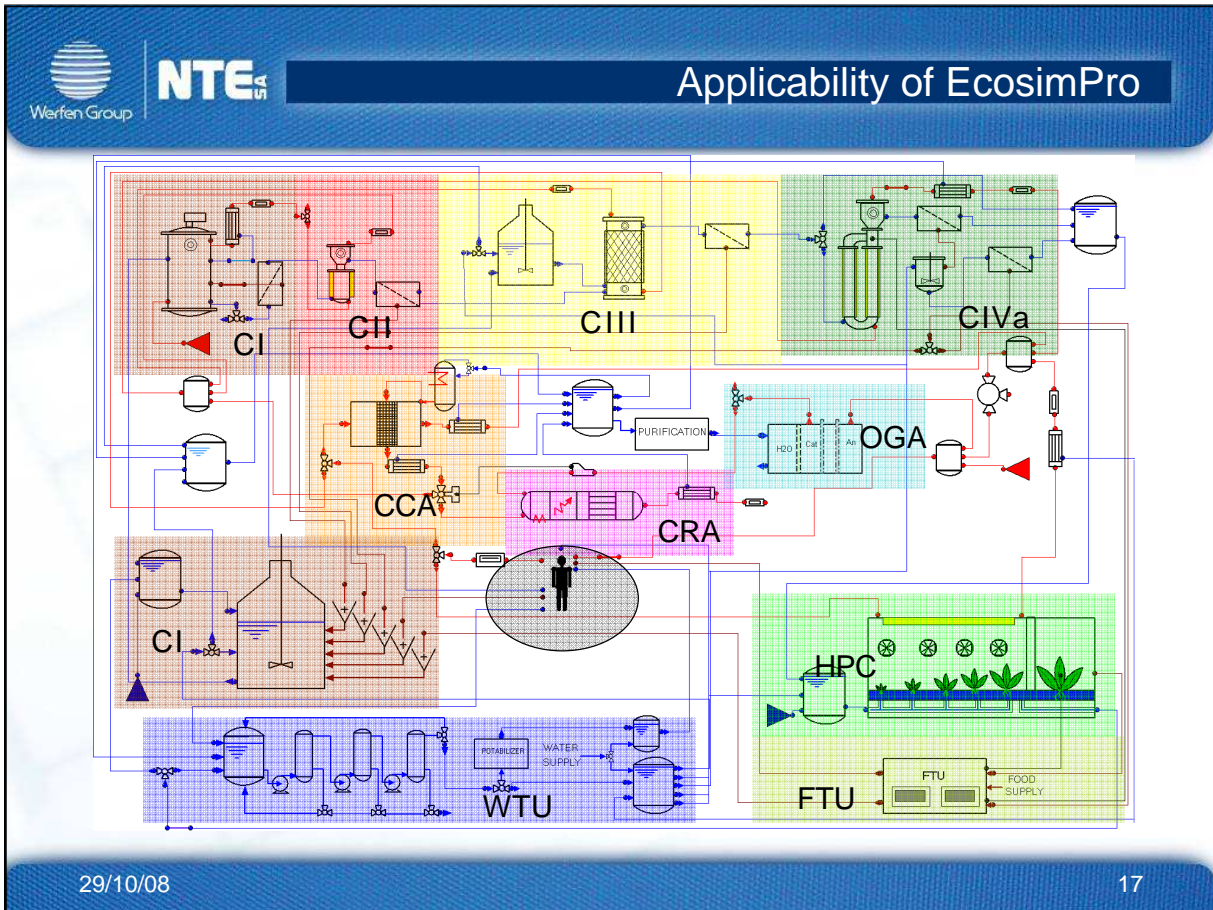 Werfen Group
NTE SA
Applicability of EcosimPro
CI
CII
CIII
CIVa
PURIFICATION
H2O
Cat
An
OGA
CCA
CRA
CI
HPC
POTABILIZER
WATER
SUPPLY
WTU
FTU
FTU
FOOD
SUPPLY
29/10/08
17